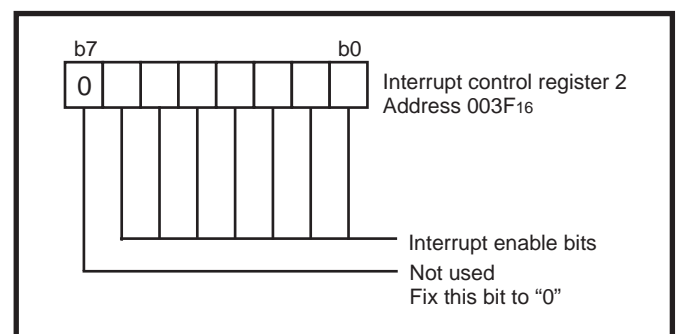 b7 b0
0
Interrupt control register 2
Address 003F16
Interrupt enable bits
Not used
Fix this bit to “0”